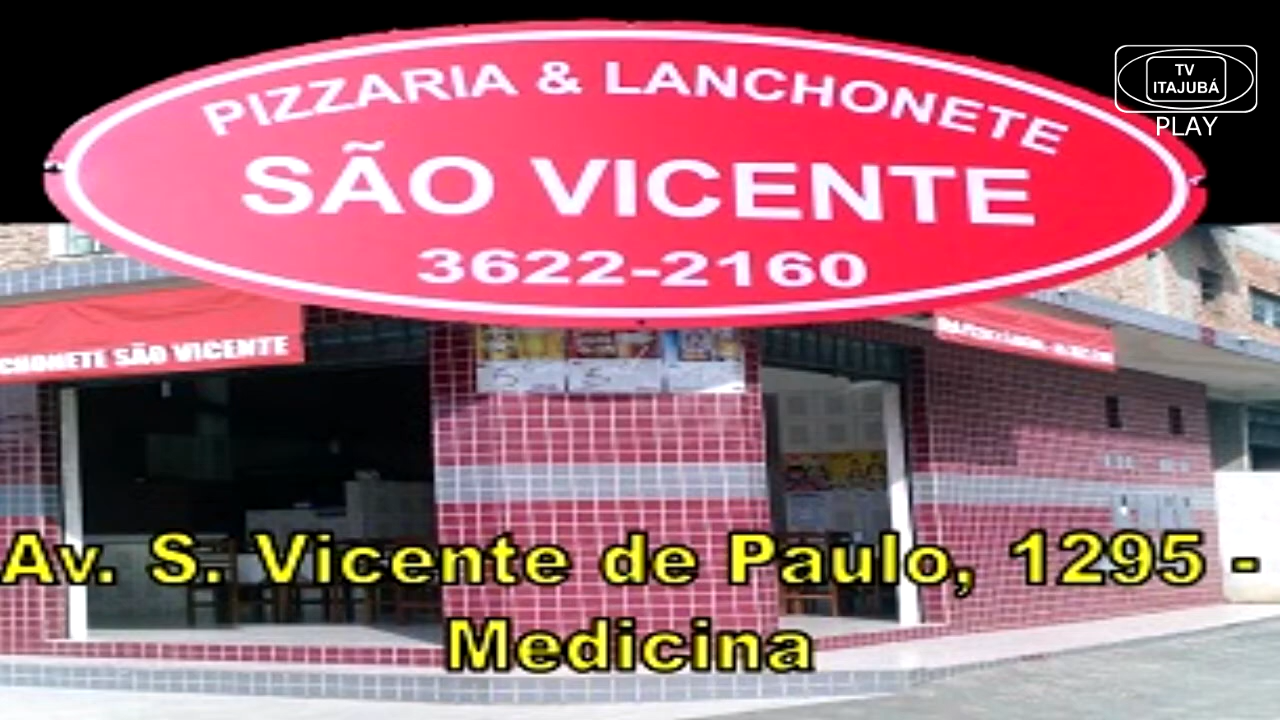 PIZZARIA & LANCHONETE
SÃO VICENTE
3622-2160
TV
ITAJUBÁ
PLAY
CHONETE SÃO VICENTE
Av. S. Vicente de Paulo, 1295 -
Medicina